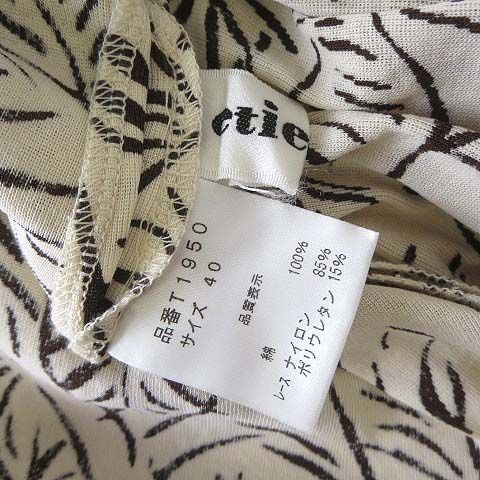 etie
品番T1950
サイズ 40
品質表示
綿 100%
レース ナイロン 85%
ポリウレタン 15%